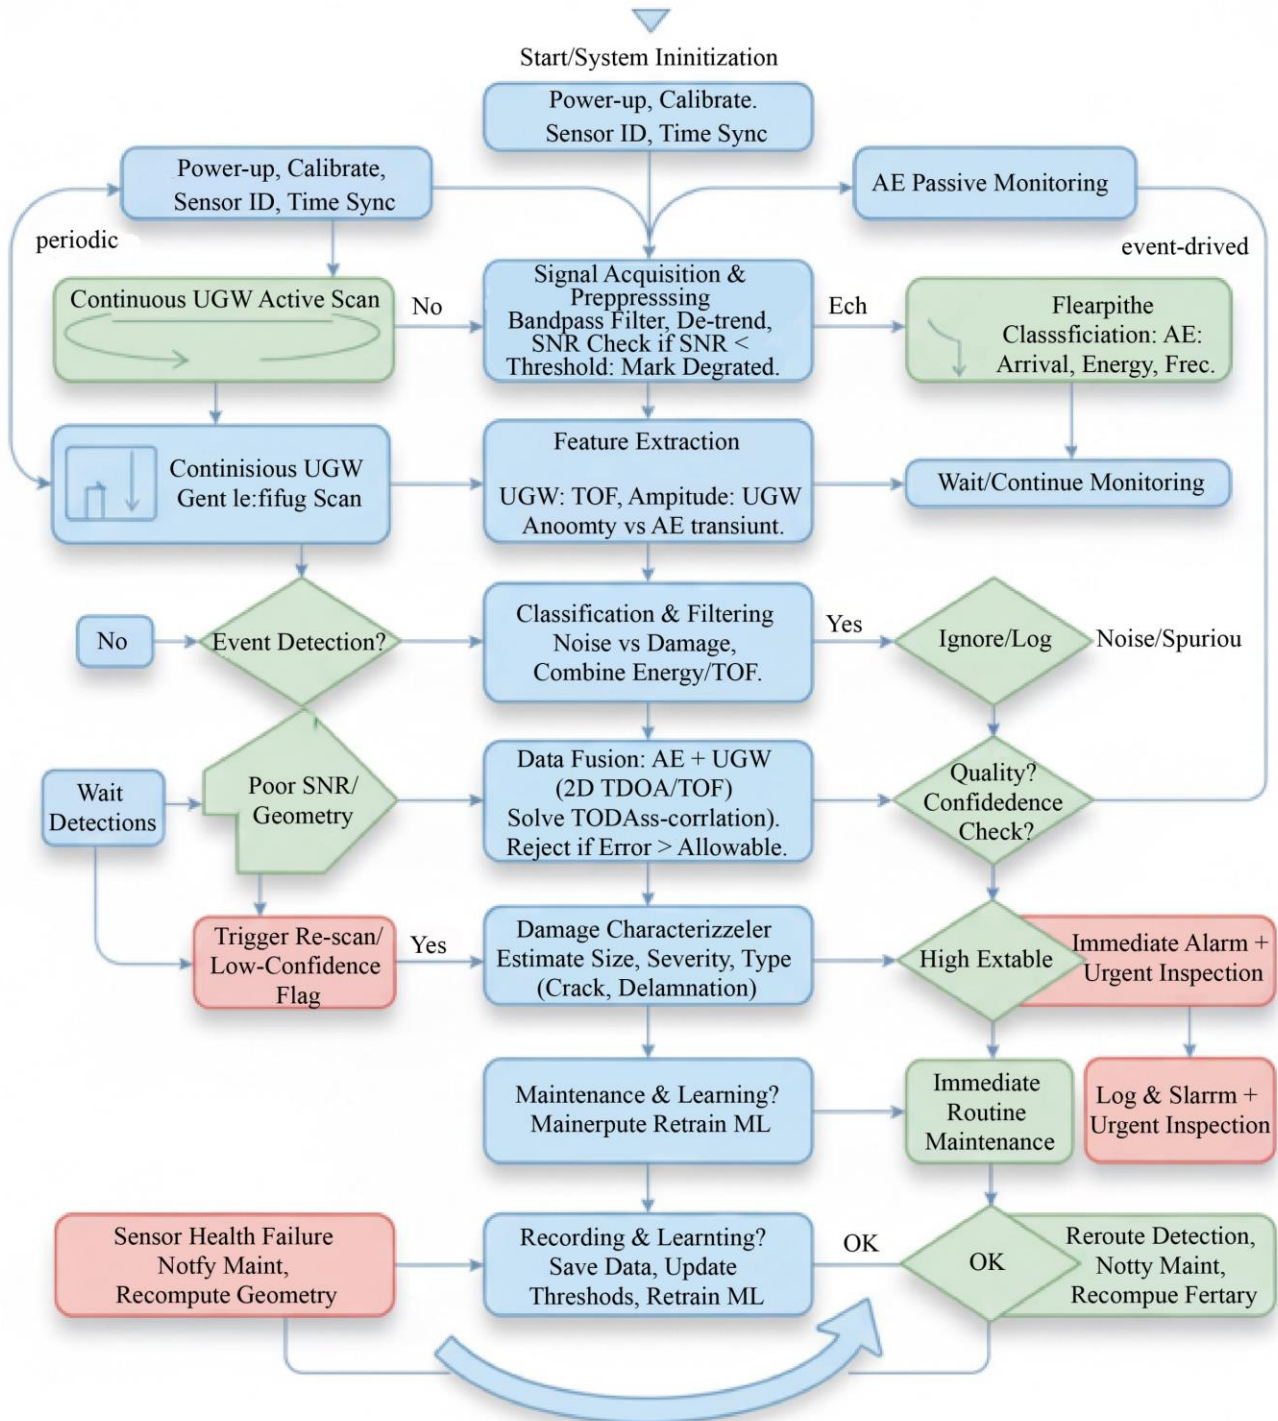 Start/System Ininitization
Power-up, Calibrate.
Sensor ID, Time Sync
Power-up, Calibrate,
Sensor ID, Time Sync
AE Passive Monitoring
periodic
event-drived
Continuous UGW Active Scan
No
Signal Acquisition &
Preppresssing
Bandpass Filter, De-trend,
SNR Check if SNR <
Threshold: Mark Degrated.
Ech
Flearpithe
Classsficiation: AE:
Arrival, Energy, Frec.
Continisious UGW
Gent le:fifug Scan
Feature Extraction
UGW: TOF, Ampitude: UGW
Anoomty vs AE transiunt.
Wait/Continue Monitoring
No
Event Detection?
Classification & Filtering
Noise vs Damage,
Combine Energy/TOF.
Yes
Ignore/Log
Noise/Spuriou
Wait
Detections
Poor SNR/
Geometry
Data Fusion: AE + UGW
(2D TDOA/TOF)
Solve TODAss-corrlation).
Reject if Error > Allowable.
Quality?
Confidedence
Check?
Trigger Re-scan/
Low-Confidence
Flag
Yes
Damage Characterizzeler
Estimate Size, Severity, Type
(Crack, Delamnation)
High Extable
Immediate Alarm +
Urgent Inspection
Maintenance & Learning?
Mainerpute Retrain ML
Immediate
Routine
Maintenance
Log & Slarrm +
Urgent Inspection
Sensor Health Failure
Notfy Maint,
Recompute Geometry
Recording & Learnting?
Save Data, Update
Threshods, Retrain ML
OK
OK
Reroute Detection,
Notty Maint,
Recompue Fertary